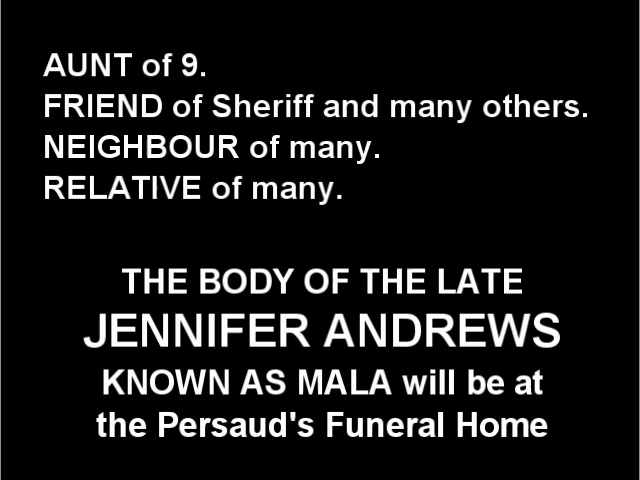 AUNT of 9.
FRIEND of Sheriff and many others.
NEIGHBOUR of many.
RELATIVE of many.
THE BODY OF THE LATE
JENNIFER ANDREWS
KNOWN AS MALA will be at
the Persaud's Funeral Home